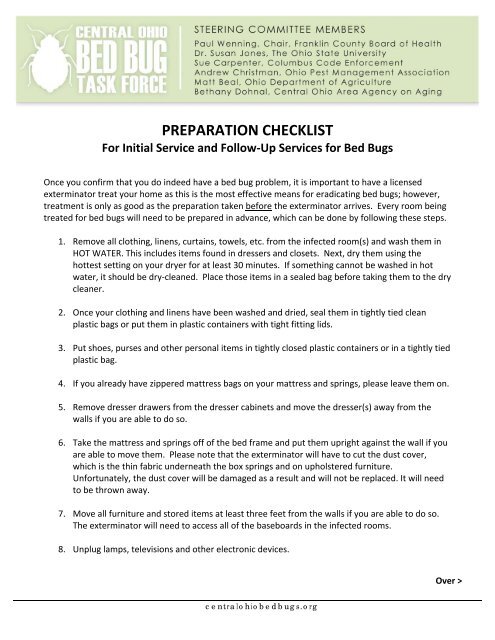 CENTRAL OHIO
BED BUG
TASK FORCE
STEERING COMMITTEE MEMBERS
Paul Wenning, Chair, Franklin County Board of Health
Dr. Susan Jones, The Ohio State University
Sue Carpenter, Columbus Code Enforcement
Andrew Christman, Ohio Pest Management Association
Matt Beal, Ohio Department of Agriculture
Bethany Dohnal, Central Ohio Area Agency on Aging
PREPARATION CHECKLIST
For Initial Service and Follow-Up Services for Bed Bugs
Once you confirm that you do indeed have a bed bug problem, it is important to have a licensed
exterminator treat your home as this is the most effective means for eradicating bed bugs; however,
treatment is only as good as the preparation taken before the exterminator arrives. Every room being
treated for bed bugs will need to be prepared in advance, which can be done by following these steps.
1. Remove all clothing, linens, curtains, towels, etc. from the infected room(s) and wash them in
HOT WATER. This includes items found in dressers and closets. Next, dry them using the
hottest setting on your dryer for at least 30 minutes. If something cannot be washed in hot
water, it should be dry-cleaned. Place those items in a sealed bag before taking them to the dry
cleaner.
2. Once your clothing and linens have been washed and dried, seal them in tightly tied clean
plastic bags or put them in plastic containers with tight fitting lids.
3. Put shoes, purses and other personal items in tightly closed plastic containers or in a tightly tied
plastic bag.
4. If you already have zippered mattress bags on your mattress and springs, please leave them on.
5. Remove dresser drawers from the dresser cabinets and move the dresser(s) away from the
walls if you are able to do so.
6. Take the mattress and springs off of the bed frame and put them upright against the wall if you
are able to move them. Please note that the exterminator will have to cut the dust cover,
which is the thin fabric underneath the box springs and on upholstered furniture.
Unfortunately, the dust cover will be damaged as a result and will not be replaced. It will need
to be thrown away.
7. Move all furniture and stored items at least three feet from the walls if you are able to do so.
The exterminator will need to access all of the baseboards in the infected rooms.
8. Unplug lamps, televisions and other electronic devices.
Over >
centralohiobedbugs.org